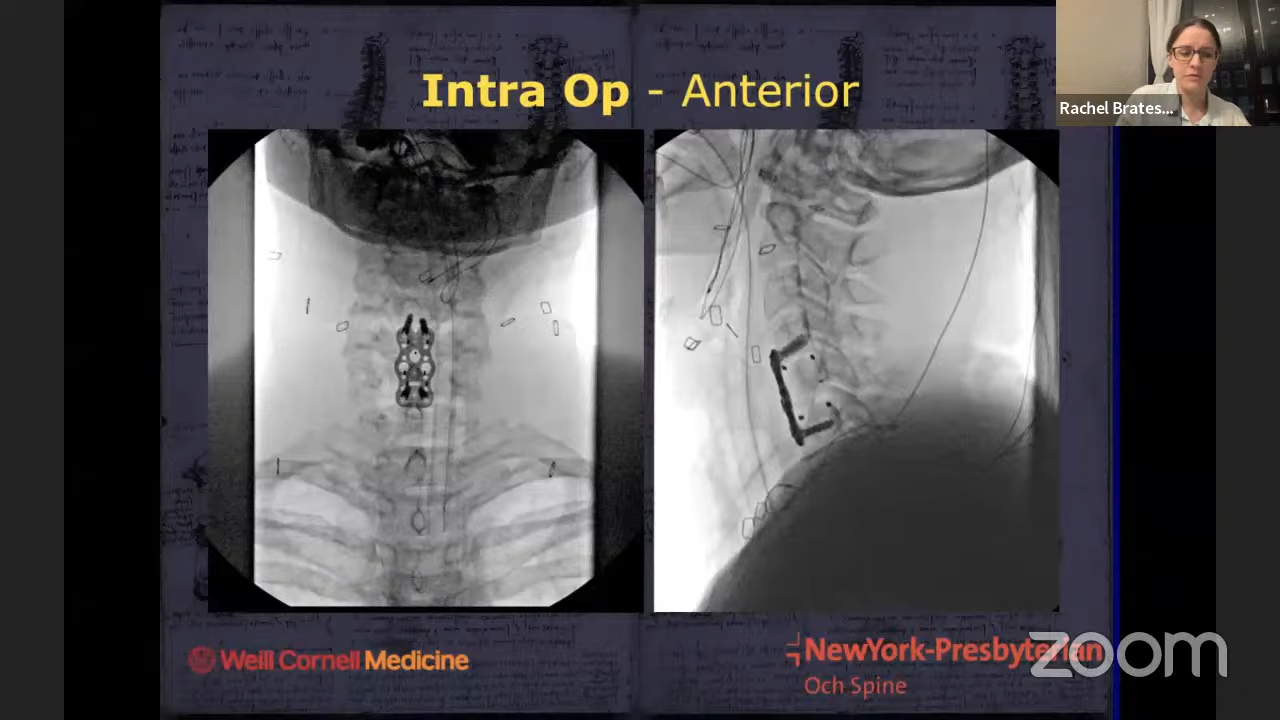 Intra Op - Anterior
Rachel Brates...
Weill Cornell Medicine
NewYork-Presbyterian
Och Spine
zoom